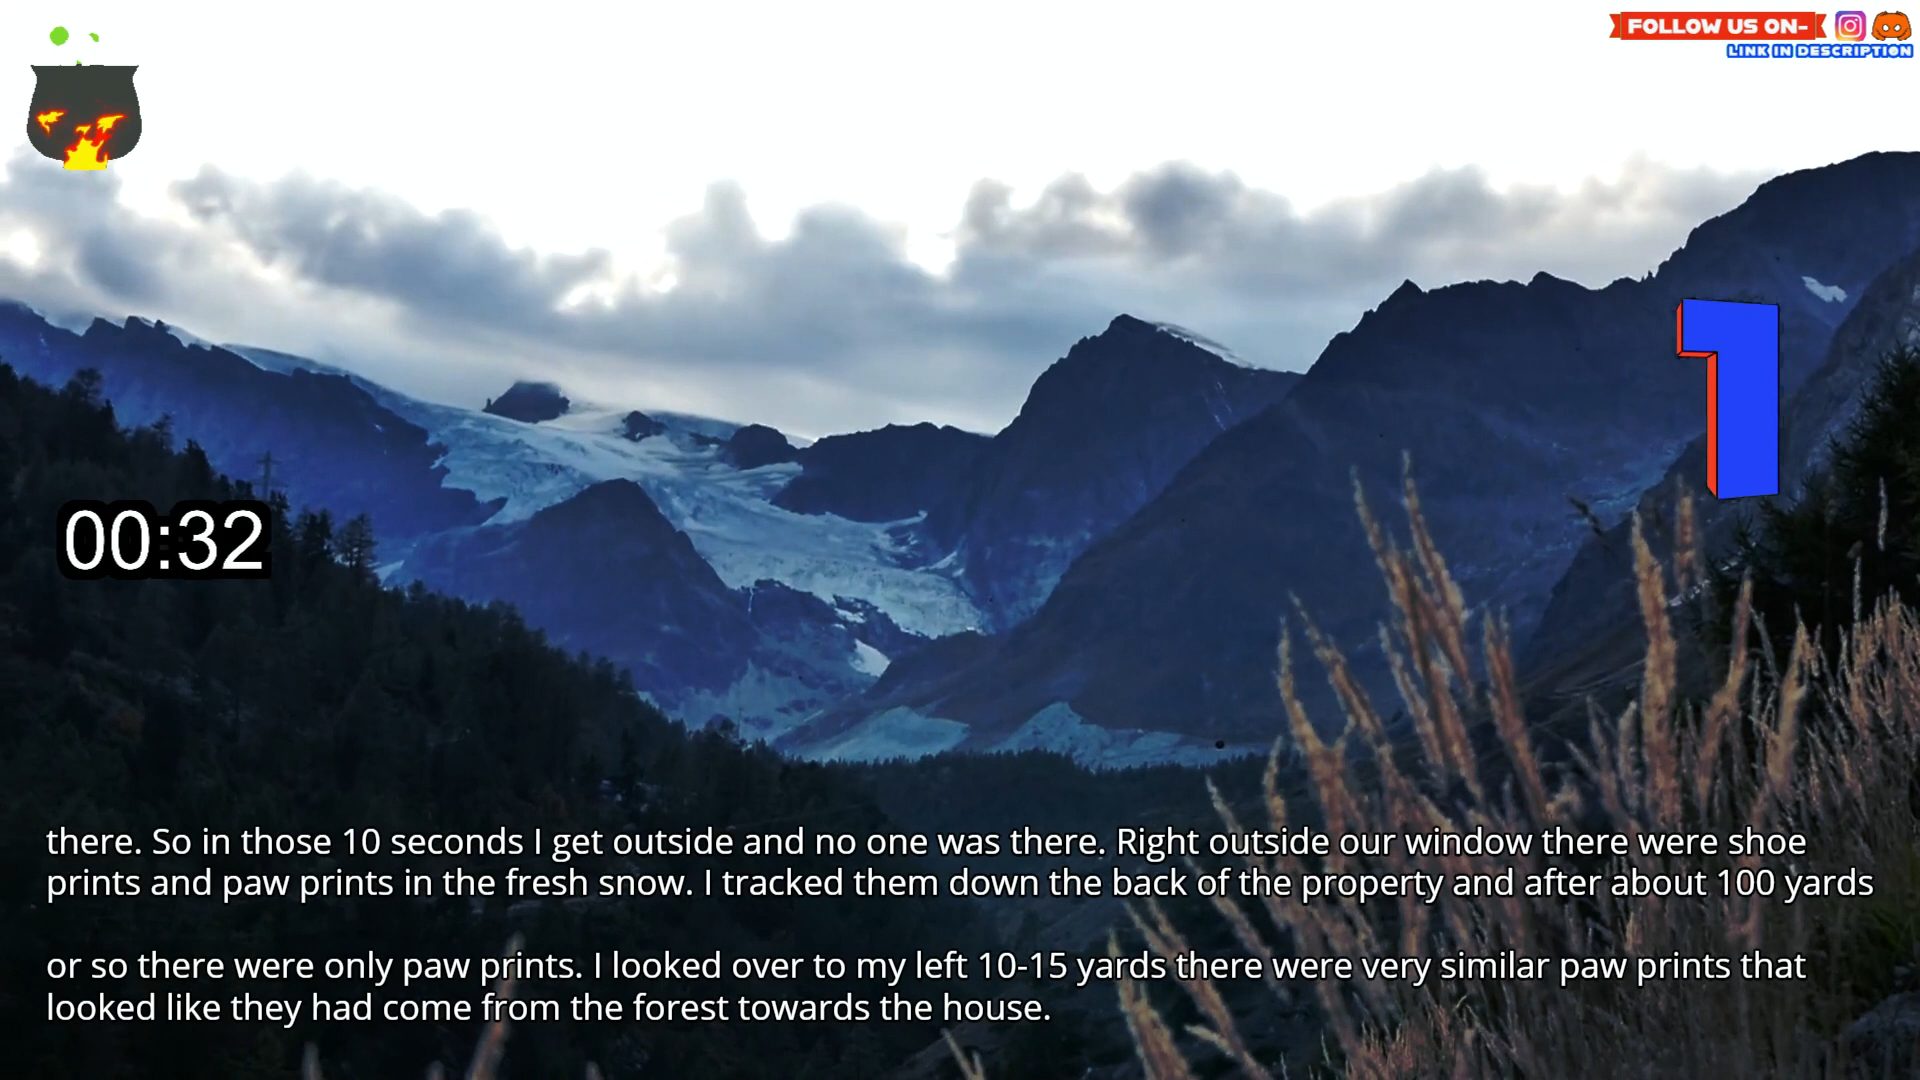 FOLLOW US ON-
LINK IN DESCRIPTION
1
00:32
there. So in those 10 seconds I get outside and no one was there. Right outside our window there were shoe
prints and paw prints in the fresh snow. I tracked them down the back of the property and after about 100 yards
or so there were only paw prints. I looked over to my left 10-15 yards there were very similar paw prints that
looked like they had come from the forest towards the house.